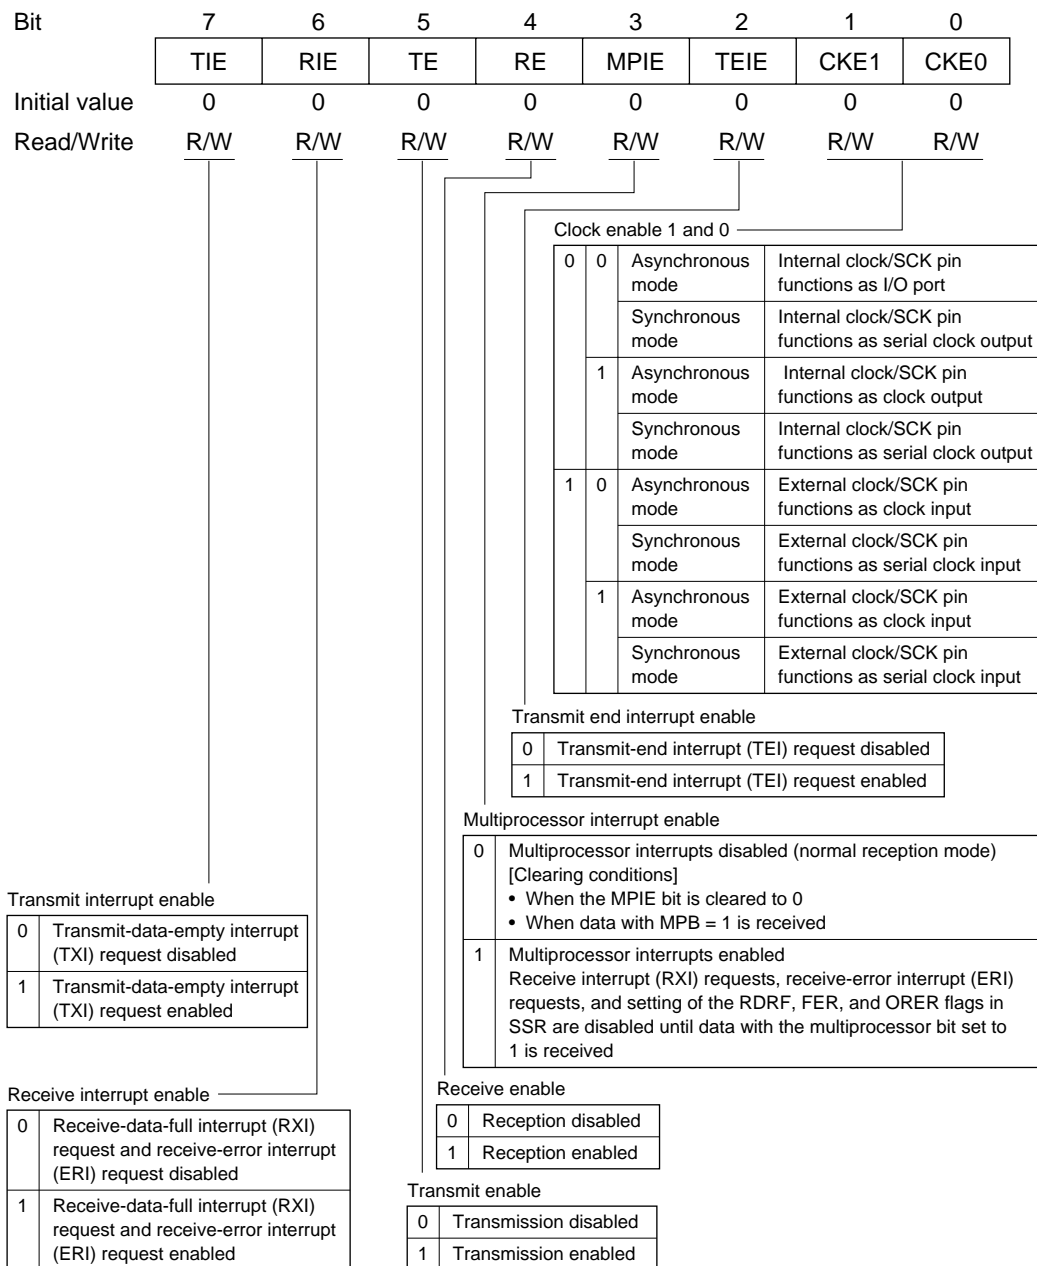 Bit 7 6 5 4 3 2 1 0
TIE RIE TE RE MPIE TEIE CKE1 CKE0
Initial value 0 0 0 0 0 0 0 0
Read/Write R/W R/W R/W R/W R/W R/W R/W R/W
Clock enable 1 and 0
0 0 Asynchronous mode Internal clock/SCK pin functions as I/O port
Synchronous mode Internal clock/SCK pin functions as serial clock output
1 Asynchronous mode Internal clock/SCK pin functions as clock output
Synchronous mode Internal clock/SCK pin functions as serial clock output
1 0 Asynchronous mode External clock/SCK pin functions as clock input
Synchronous mode External clock/SCK pin functions as serial clock input
1 Asynchronous mode External clock/SCK pin functions as clock input
Synchronous mode External clock/SCK pin functions as serial clock input
Transmit end interrupt enable
0 Transmit-end interrupt (TEI) request disabled
1 Transmit-end interrupt (TEI) request enabled
Multiprocessor interrupt enable
0 Multiprocessor interrupts disabled (normal reception mode)
[Clearing conditions]
• When the MPIE bit is cleared to 0
• When data with MPB = 1 is received
1 Multiprocessor interrupts enabled
Receive interrupt (RXI) requests, receive-error interrupt (ERI)
requests, and setting of the RDRF, FER, and ORER flags in
SSR are disabled until data with the multiprocessor bit set to
1 is received
Transmit interrupt enable
0 Transmit-data-empty interrupt
(TXI) request disabled
1 Transmit-data-empty interrupt
(TXI) request enabled
Receive enable
0 Reception disabled
1 Reception enabled
Receive interrupt enable
0 Receive-data-full interrupt (RXI)
request and receive-error interrupt
(ERI) request disabled
1 Receive-data-full interrupt (RXI)
request and receive-error interrupt
(ERI) request enabled
Transmit enable
0 Transmission disabled
1 Transmission enabled